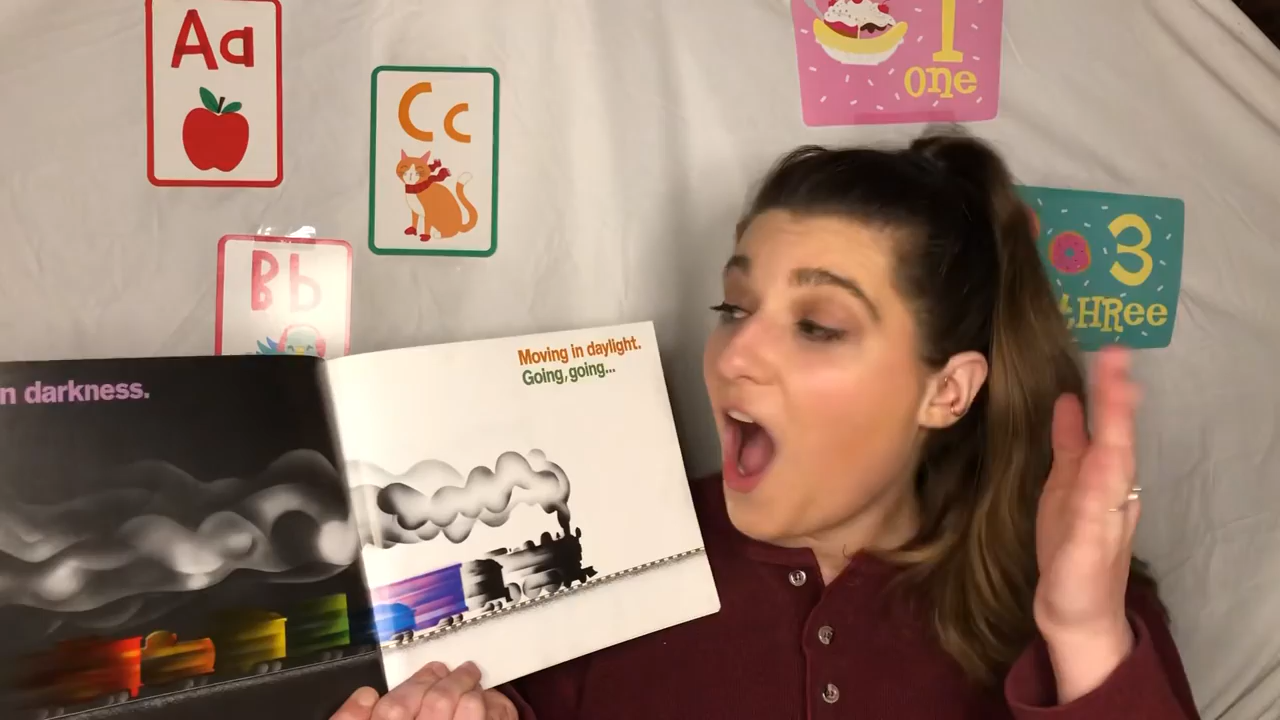 Aa
Cc
Bb
1
one
3
THRee
n darkness.
Moving in daylight.
Going, going...